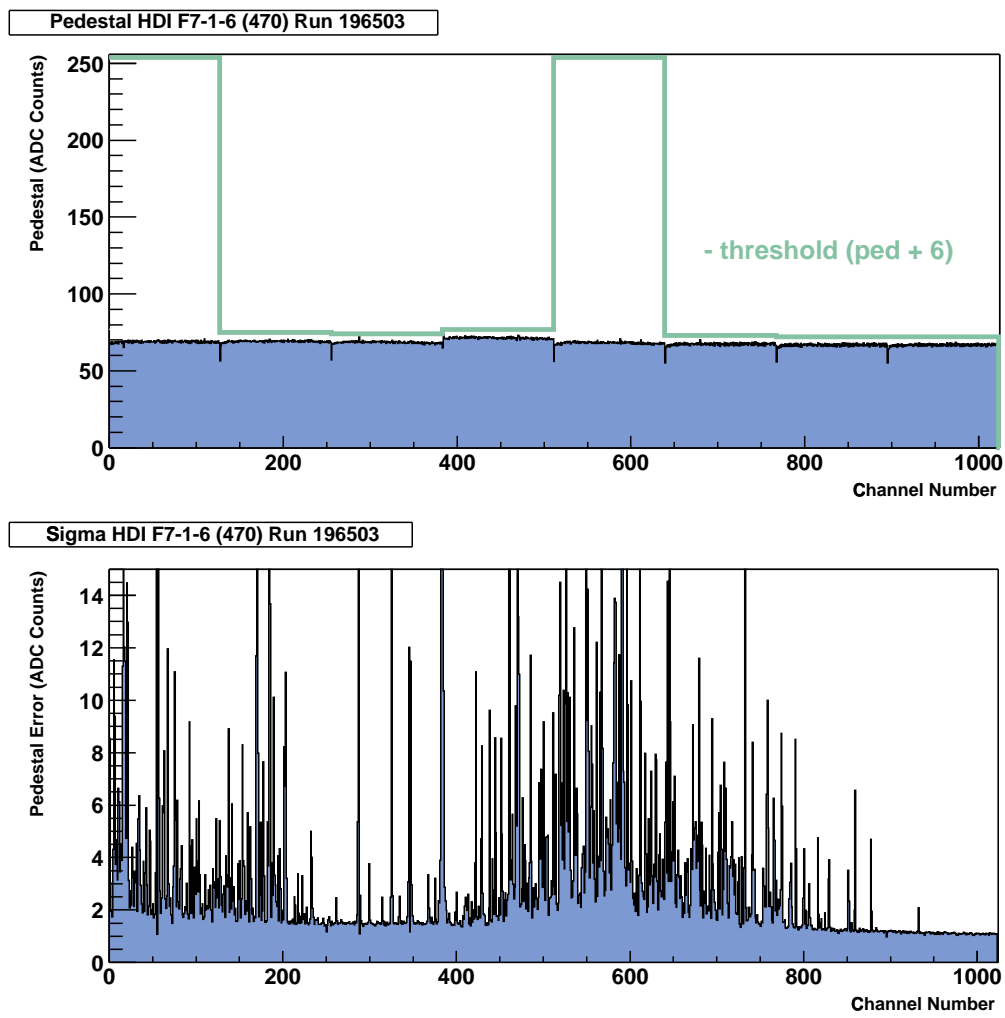 Pedestal HDI F7-1-6 (470) Run 196503
Pedestal (ADC Counts)
250
200
150
100
50
0
- threshold (ped + 6)
0 200 400 600 800 1000
Channel Number
Sigma HDI F7-1-6 (470) Run 196503
Pedestal Error (ADC Counts)
14
12
10
8
6
4
2
0
0 200 400 600 800 1000
Channel Number